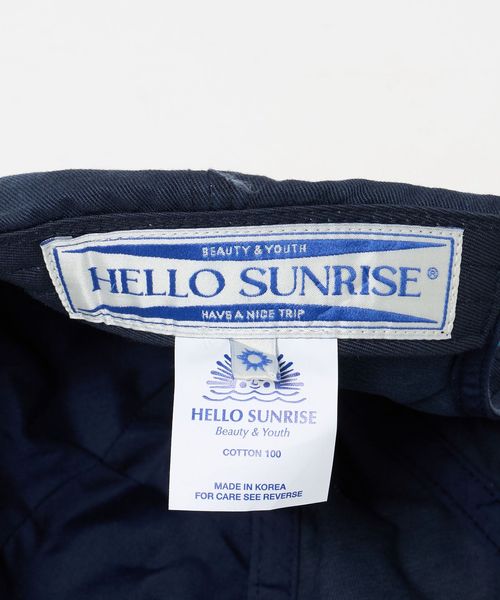 BEAUTY & YOUTH
HELLO SUNRISE®
HAVE A NICE TRIP
HELLO SUNRISE
Beauty & Youth
COTTON 100
MADE IN KOREA
FOR CARE SEE REVERSE